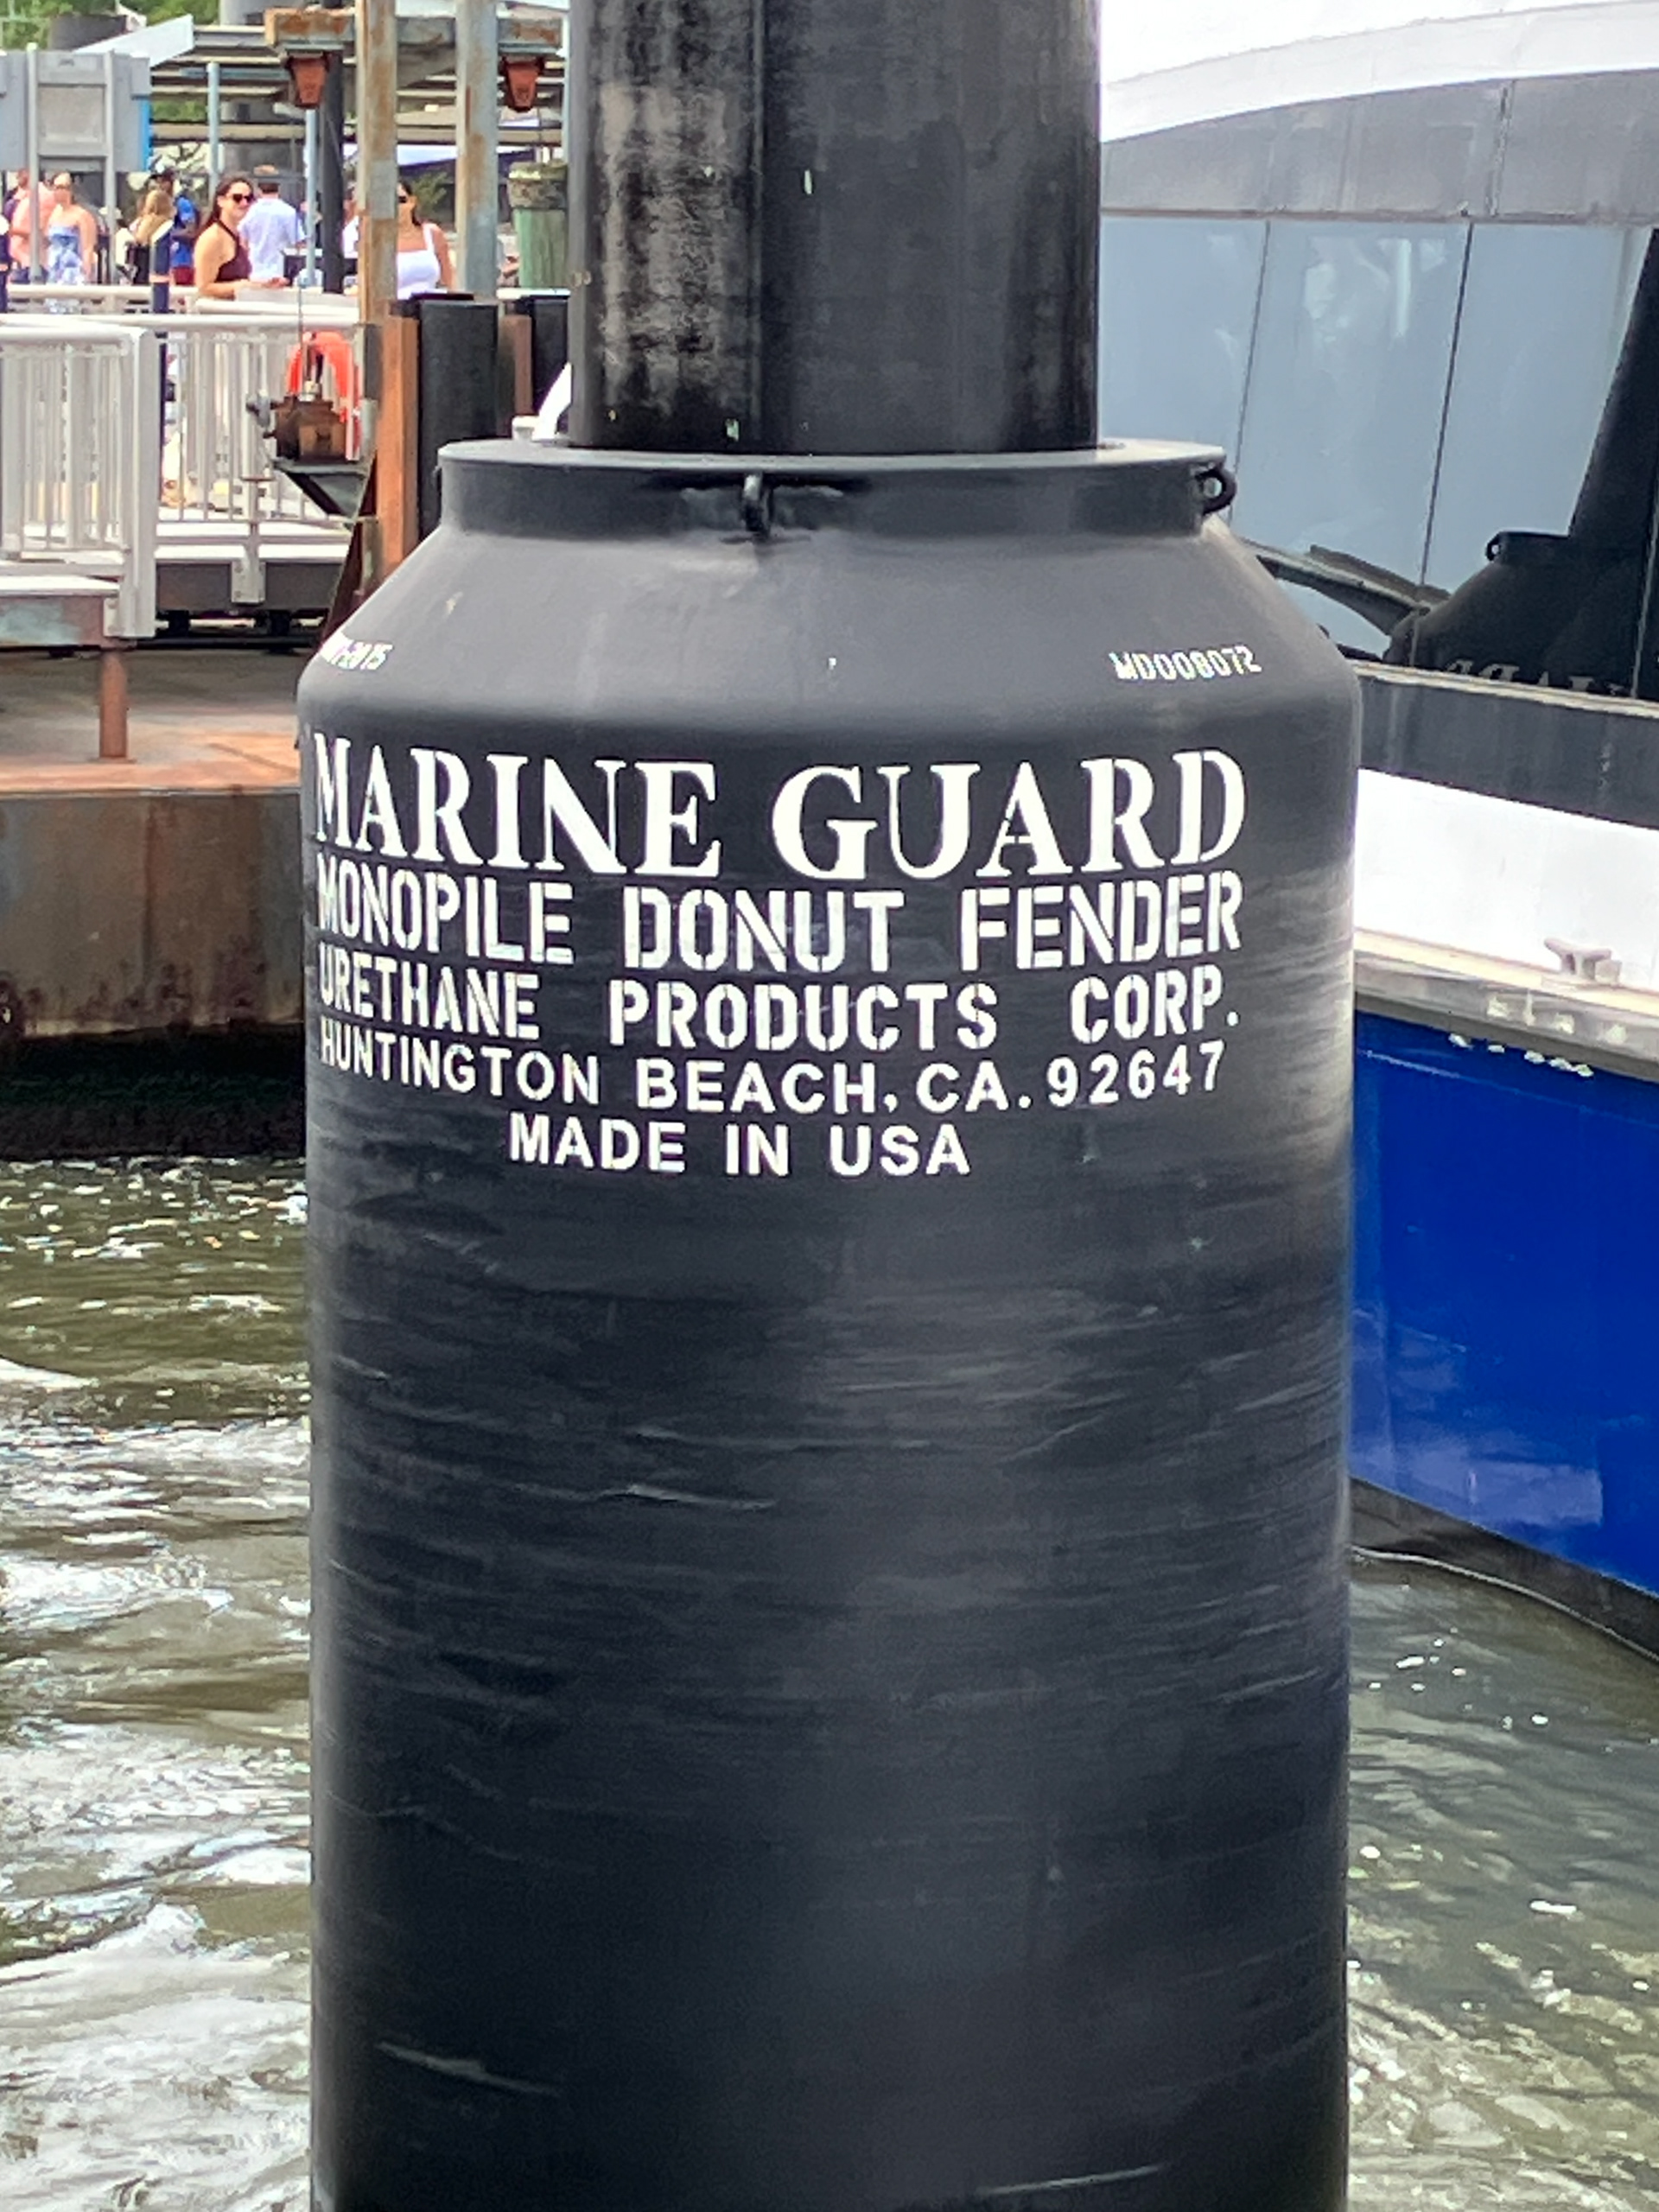 MD008072
MARINE GUARD
MONOPILE DONUT FENDER
URETHANE PRODUCTS CORP.
HUNTINGTON BEACH, CA. 92647
MADE IN USA